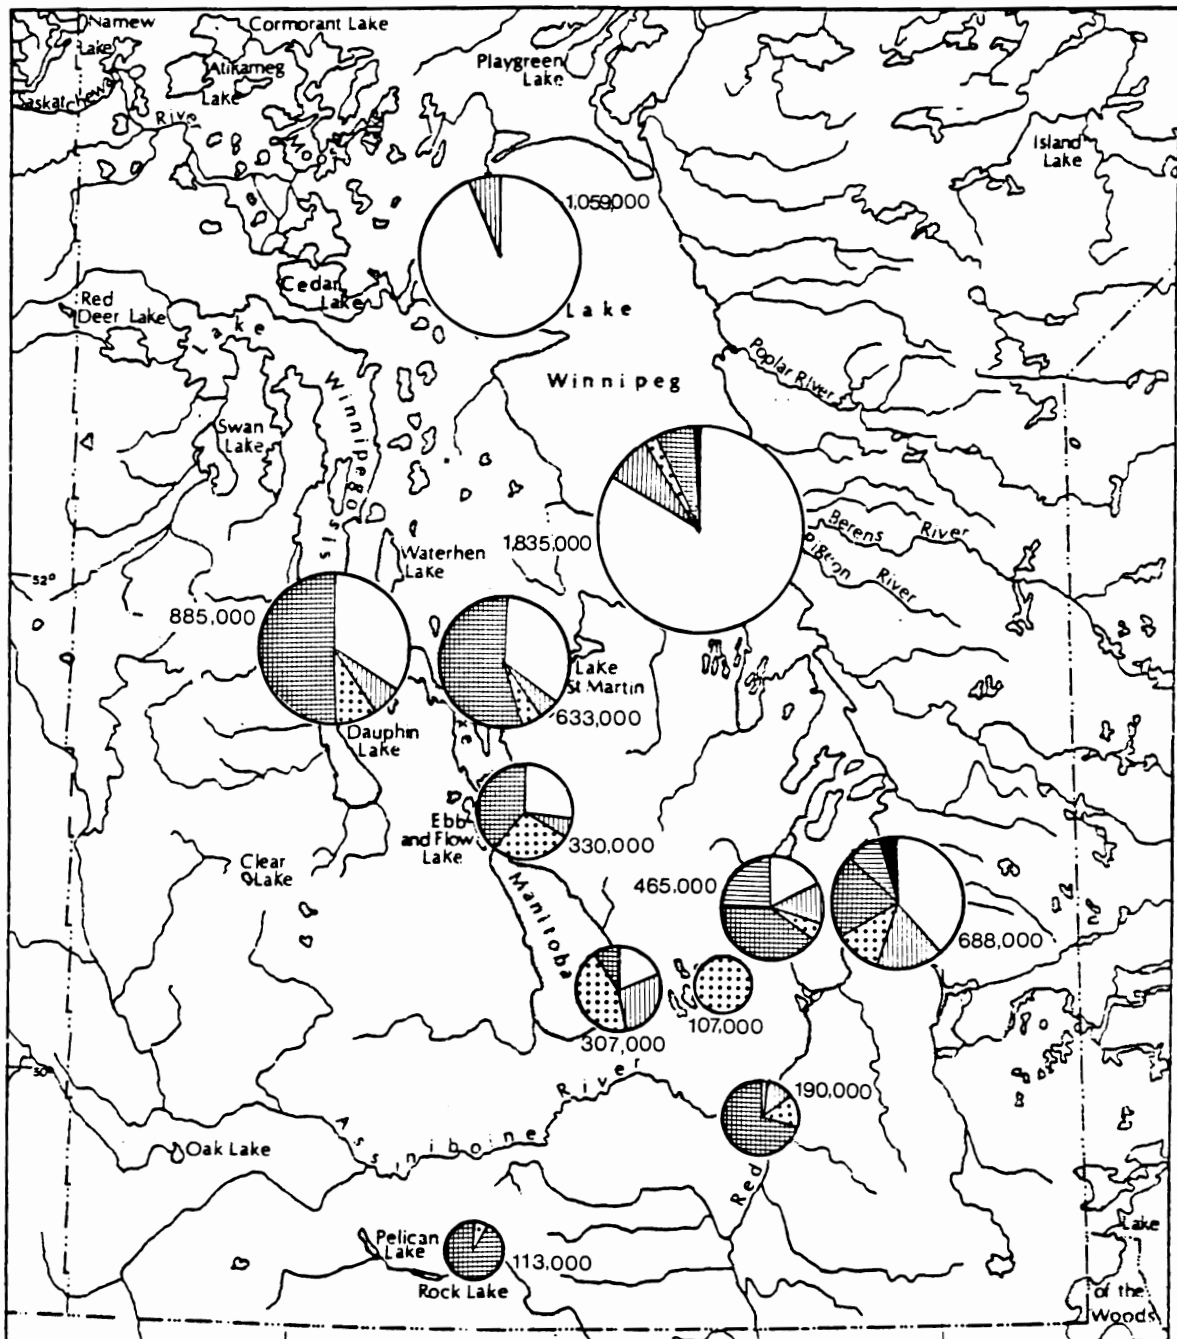 Namew
Lake
Cormorant Lake
Atikameg
Lake
Playgreen
Lake
Saskatchewan
River
Moose
Lake
Island
Lake
1,059,000
Cedar
Lake
Red
Deer Lake
Lake
Winnipeg
Lake
Winnipegosis
Poplar River
Swan
Lake
1,835,000
Waterhen
Lake
Berens River
Pigeon River
52°
885,000
Lake
St. Martin
633,000
Dauphin
Lake
Ebb
and Flow
Lake
330,000
Clear
Lake
Manitoba
465,000
688,000
107,000
307,000
50°
River
190,000
Assiniboine
Oak Lake
Red
Pelican
Lake
113,000
Rock Lake
Lake
of the
Woods